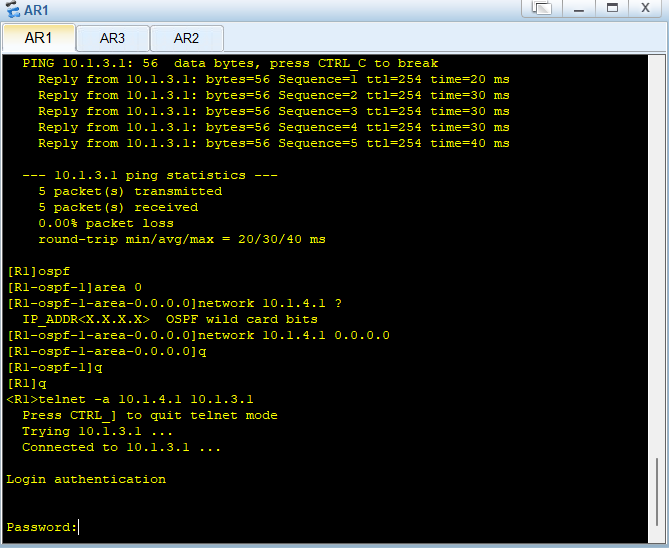 AR1
AR1
AR3
AR2
PING 10.1.3.1: 56  data bytes, press CTRL_C to break
Reply from 10.1.3.1: bytes=56 Sequence=1 ttl=254 time=20 ms
Reply from 10.1.3.1: bytes=56 Sequence=2 ttl=254 time=30 ms
Reply from 10.1.3.1: bytes=56 Sequence=3 ttl=254 time=30 ms
Reply from 10.1.3.1: bytes=56 Sequence=4 ttl=254 time=30 ms
Reply from 10.1.3.1: bytes=56 Sequence=5 ttl=254 time=40 ms
--- 10.1.3.1 ping statistics ---
5 packet(s) transmitted
5 packet(s) received
0.00% packet loss
round-trip min/avg/max = 20/30/40 ms
[R1]ospf
[R1-ospf-1]area 0
[R1-ospf-1-area-0.0.0.0]network 10.1.4.1 ?
IP_ADDR<X.X.X.X>  OSPF wild card bits
[R1-ospf-1-area-0.0.0.0]network 10.1.4.1 0.0.0.0
[R1-ospf-1-area-0.0.0.0]q
[R1-ospf-1]q
[R1]q
<R1>telnet -a 10.1.4.1 10.1.3.1
Press CTRL_] to quit telnet mode
Trying 10.1.3.1 ...
Connected to 10.1.3.1 ...
Login authentication
Password: